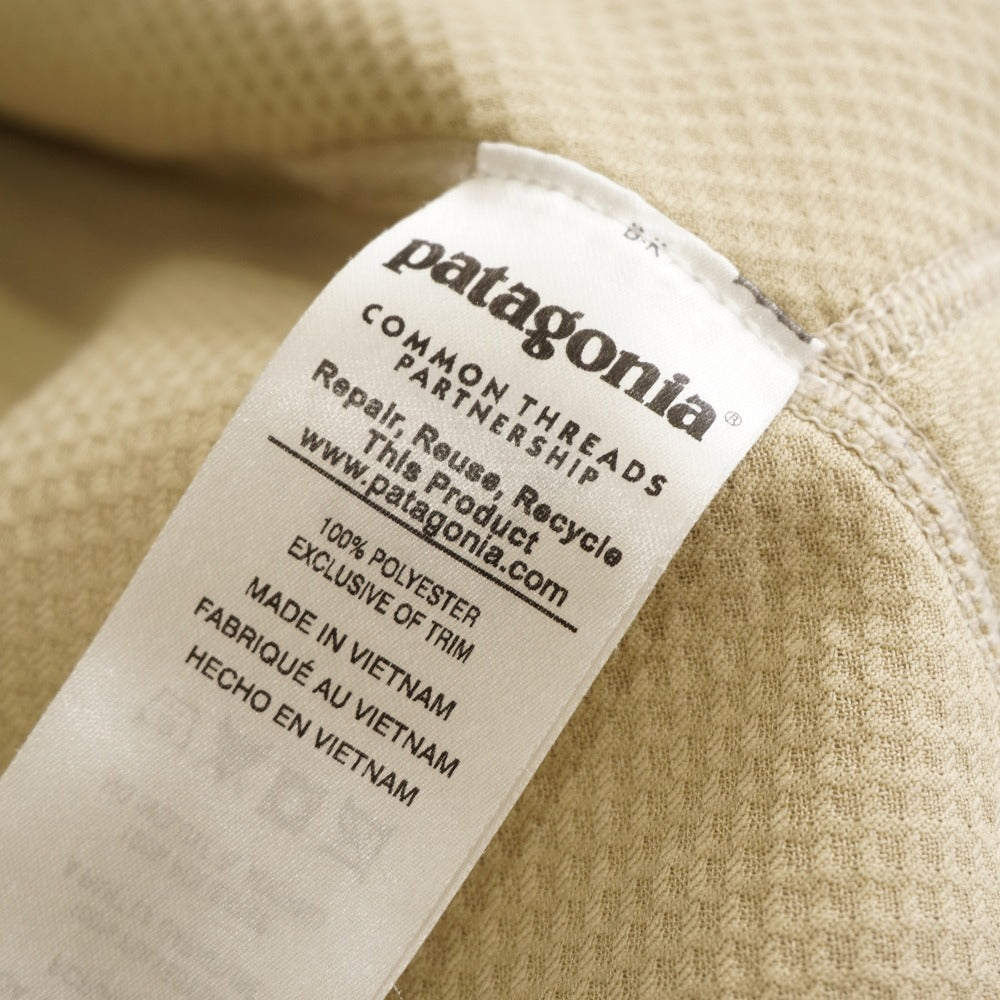 patagonia®
COMMON THREADS
PARTNERSHIP
Repair, Reuse, Recycle
This Product
www.patagonia.com
100% POLYESTER
EXCLUSIVE OF TRIM
MADE IN VIETNAM
FABRIQUÉ AU VIETNAM
HECHO EN VIETNAM